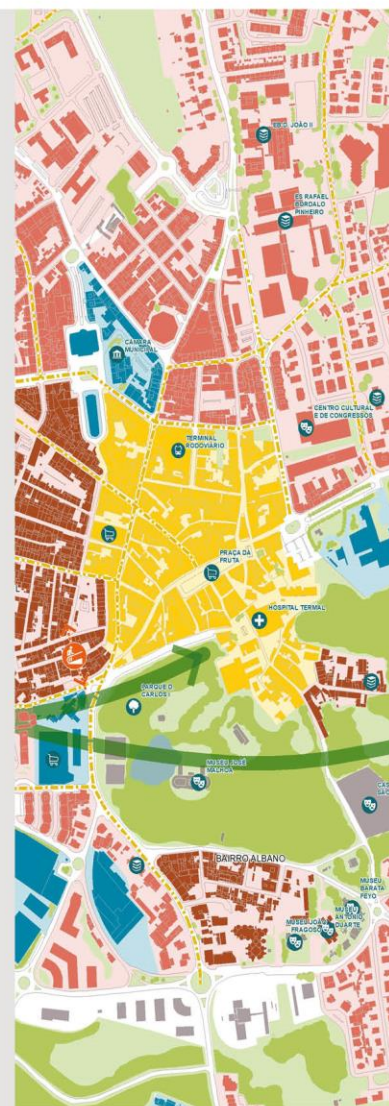 EB D. JOÃO II
ES RAFAEL
BORDALO
PINHEIRO
CÂMARA
MUNICIPAL
CENTRO CULTURAL
E DE CONGRESSOS
TERMINAL
RODOVIÁRIO
PRAÇA DA
FRUTA
HOSPITAL TERMAL
PARQUE D.
CARLOS I
MUSEU JOSÉ
MALHOA
BAIRRO ALBANO
MUSEU
BARATA
FEYO
MUSEU
ANTÓNIO
DUARTE
MUSEU JOÃO
FRAGOSO